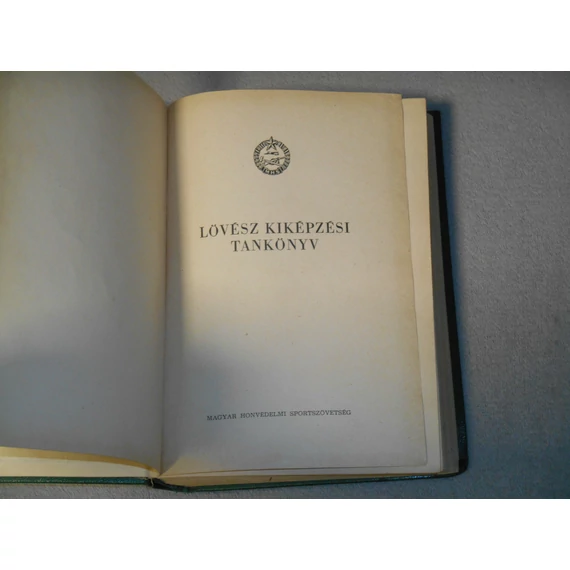 LÖVÉSZ KIKÉPZÉSI
TANKÖNYV
MAGYAR HONVÉDELMI SPORTSZÖVETSÉG